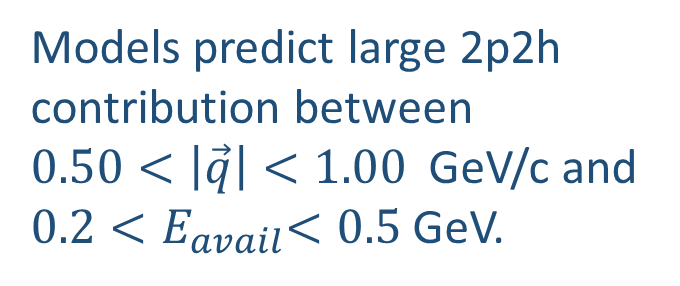 Models predict large 2p2h
contribution between
0.50 < |q⃗| < 1.00 GeV/c and
0.2 < E_avail < 0.5 GeV.